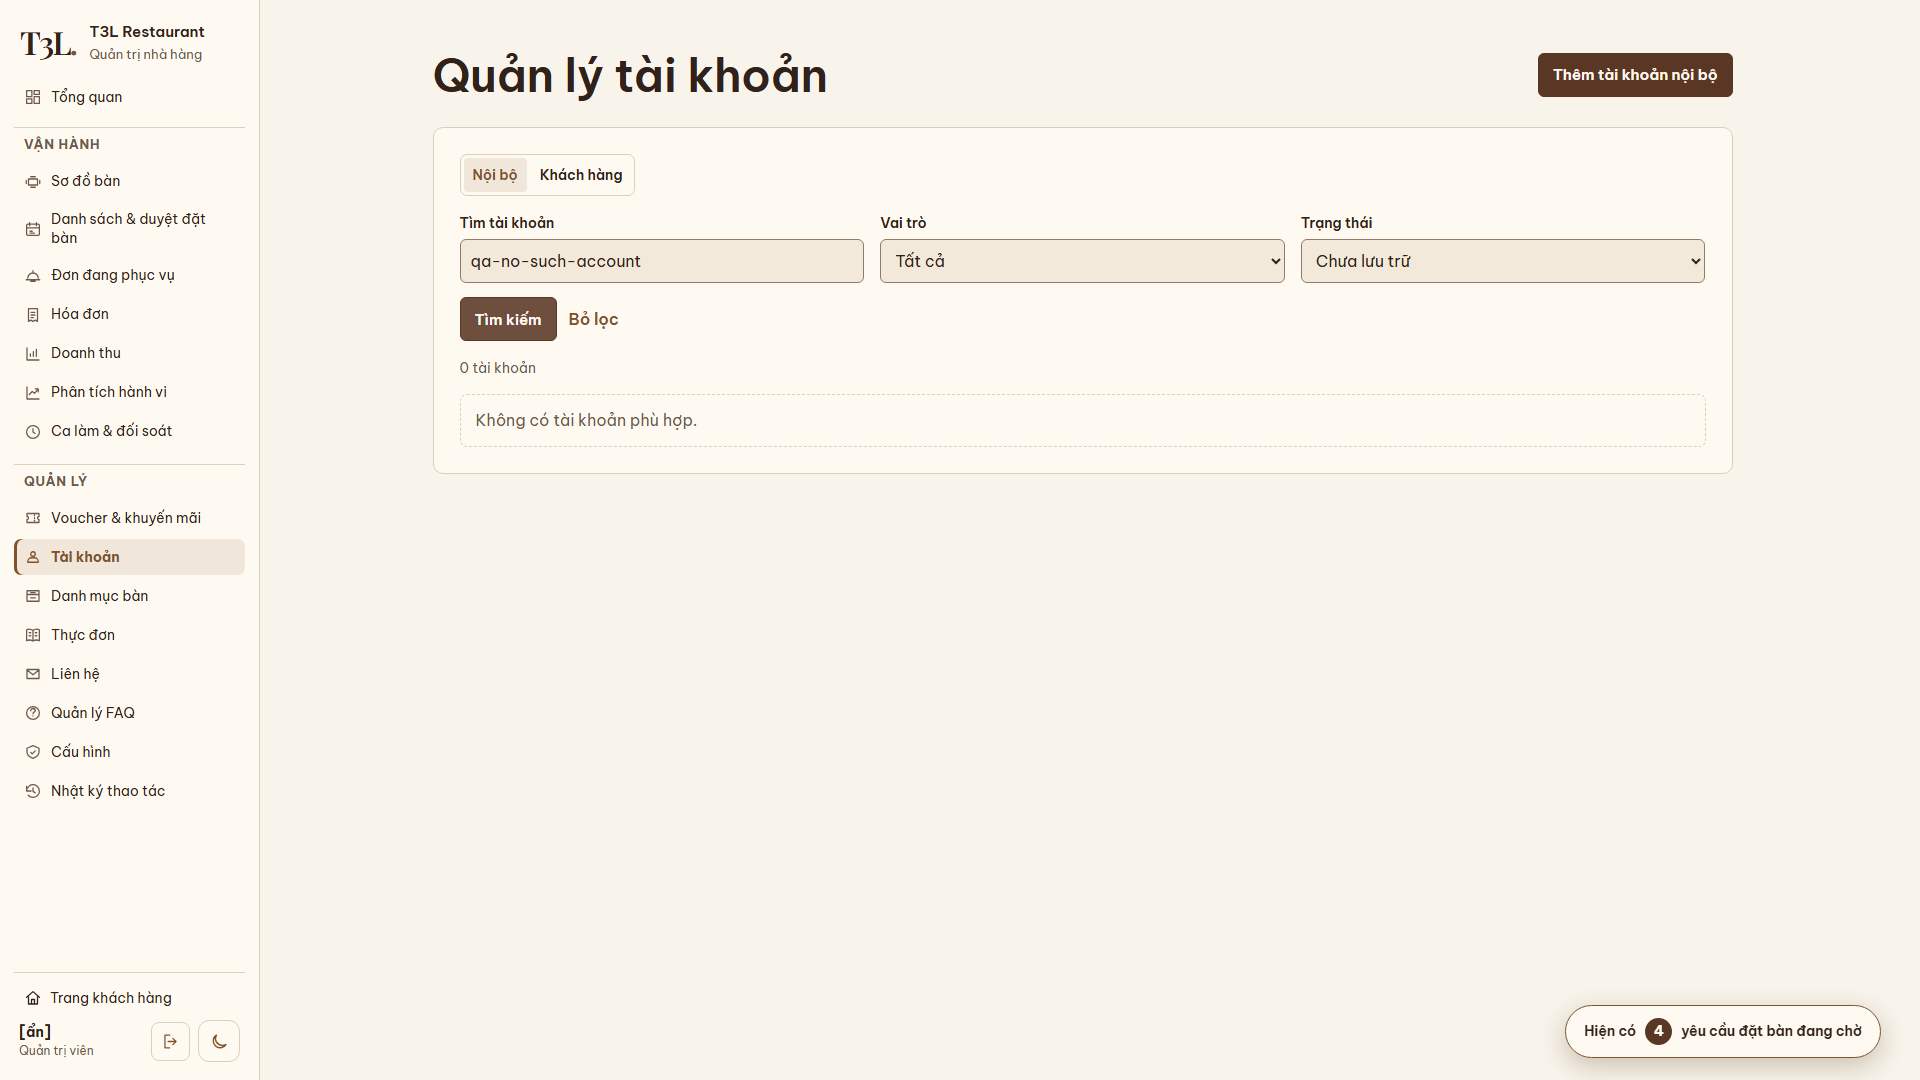 T3L.
T3L Restaurant
Quản trị nhà hàng
Tổng quan
VẬN HÀNH
Sơ đồ bàn
Danh sách & duyệt đặt
bàn
Đơn đang phục vụ
Hóa đơn
Doanh thu
Phân tích hành vi
Ca làm & đối soát
QUẢN LÝ
Voucher & khuyến mãi
Tài khoản
Danh mục bàn
Thực đơn
Liên hệ
Quản lý FAQ
Cấu hình
Nhật ký thao tác
Trang khách hàng
[ẩn]
Quản trị viên
Quản lý tài khoản
Thêm tài khoản nội bộ
Nội bộ
Khách hàng
Tìm tài khoản
qa-no-such-account
Vai trò
Tất cả
Trạng thái
Chưa lưu trữ
Tìm kiếm
Bỏ lọc
0 tài khoản
Không có tài khoản phù hợp.
Hiện có 4 yêu cầu đặt bàn đang chờ